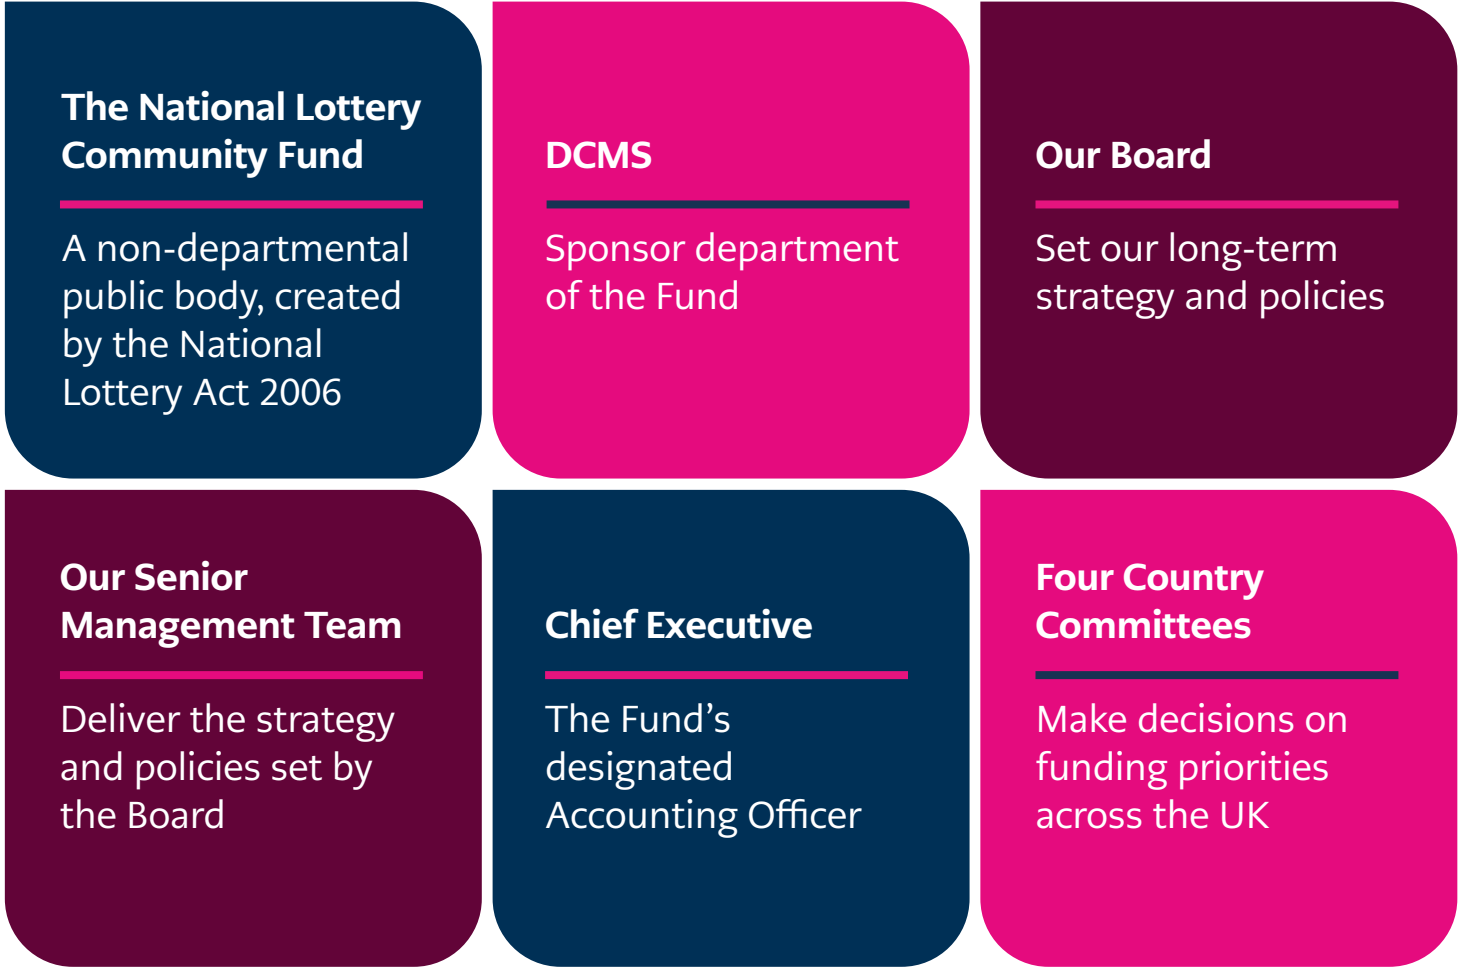 The National Lottery
Community Fund
A non-departmental
public body, created
by the National
Lottery Act 2006
DCMS
Sponsor department
of the Fund
Our Board
Set our long-term
strategy and policies
Our Senior
Management Team
Deliver the strategy
and policies set by
the Board
Chief Executive
The Fund’s
designated
Accounting Officer
Four Country
Committees
Make decisions on
funding priorities
across the UK